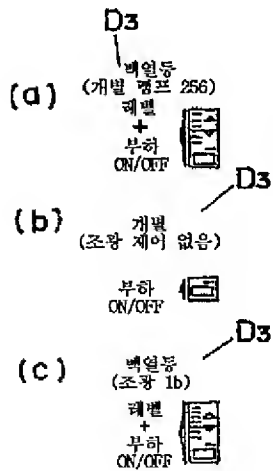 D3
(a)
백열등
(개별 램프 256)
레벨
+
부하
ON/OFF
D3
(b)
개별
(조광 제어 없음)
부하
ON/OFF
D3
(c)
백열등
(조광 1b)
레벨
+
부하
ON/OFF